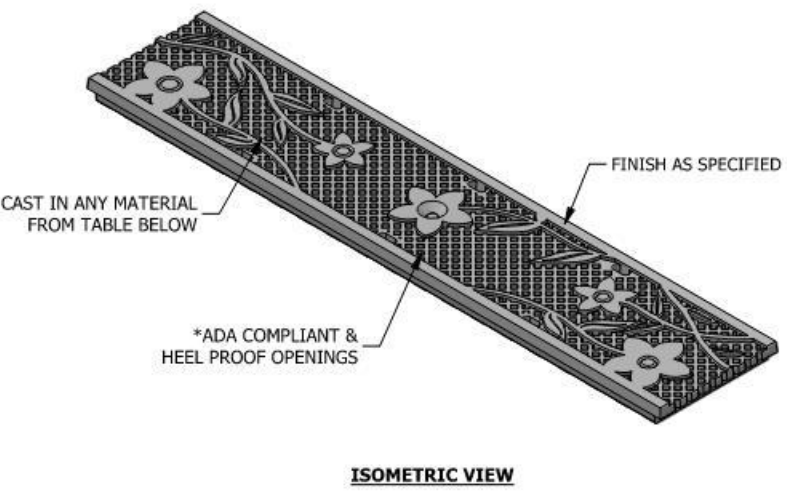 FINISH AS SPECIFIED
CAST IN ANY MATERIAL
FROM TABLE BELOW
*ADA COMPLIANT &
HEEL PROOF OPENINGS
ISOMETRIC VIEW